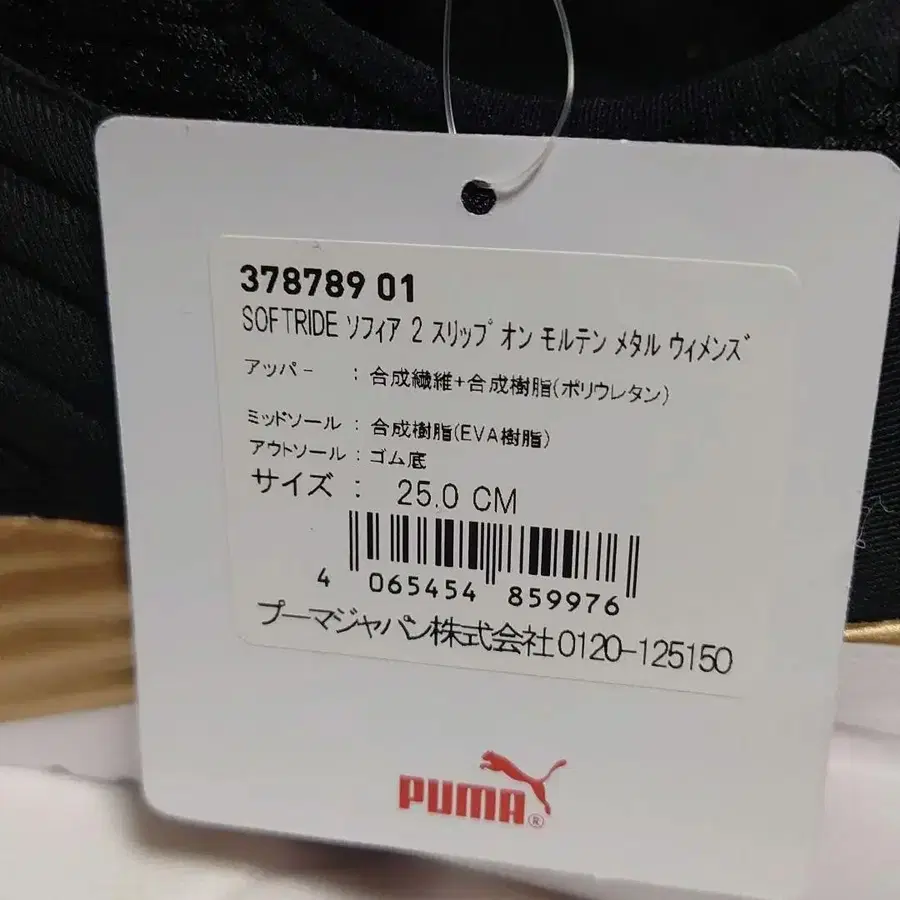 378789 01
SOFTRIDE ソフィア 2 スリップ オン モルテン メタル ウィメンズ
アッパー : 合成繊維+合成樹脂(ポリウレタン)
ミッドソール : 合成樹脂(EVA樹脂)
アウトソール : ゴム底
サイズ : 25.0 CM
4 065454 859976
プーマジャパン株式会社 0120-125150
PUMA®